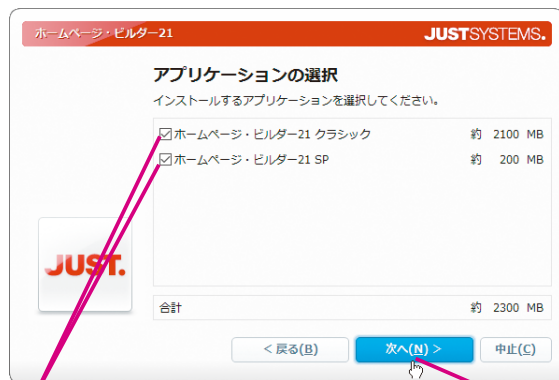 ホームページ・ビルダー21
JUSTSYSTEMS.
アプリケーションの選択
インストールするアプリケーションを選択してください。
ホームページ・ビルダー21 クラシック 約 2100 MB
ホームページ・ビルダー21 SP 約 200 MB
JUST.
合計 約 2300 MB
< 戻る(B) 次へ(N) > 中止(C)